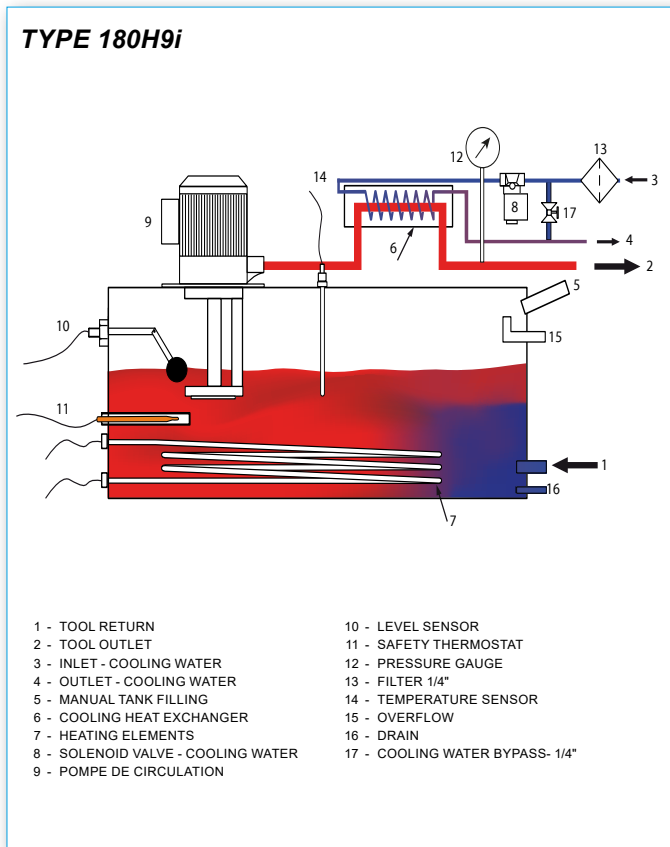 TYPE 180H9i
14
12
13
3
9
8
17
6
4
2
5
10
15
11
1
16
7
1 - TOOL RETURN
2 - TOOL OUTLET
3 - INLET - COOLING WATER
4 - OUTLET - COOLING WATER
5 - MANUAL TANK FILLING
6 - COOLING HEAT EXCHANGER
7 - HEATING ELEMENTS
8 - SOLENOID VALVE - COOLING WATER
9 - POMPE DE CIRCULATION
10 - LEVEL SENSOR
11 - SAFETY THERMOSTAT
12 - PRESSURE GAUGE
13 - FILTER 1/4"
14 - TEMPERATURE SENSOR
15 - OVERFLOW
16 - DRAIN
17 - COOLING WATER BYPASS- 1/4"